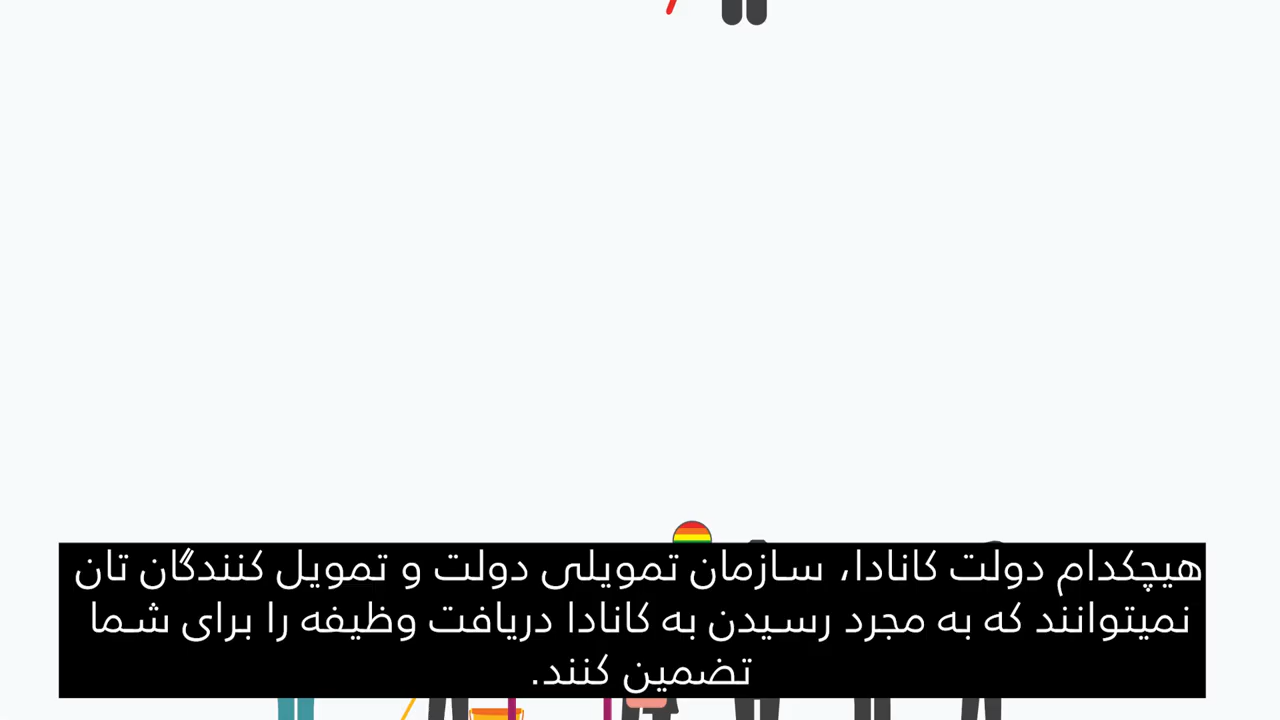 هیچکدام دولت کانادا، سازمان تمویلی دولت و تمویل کنندگان تان
نمیتوانند که به مجرد رسیدن به کانادا دریافت وظیفه را برای شما
تضمین کنند.